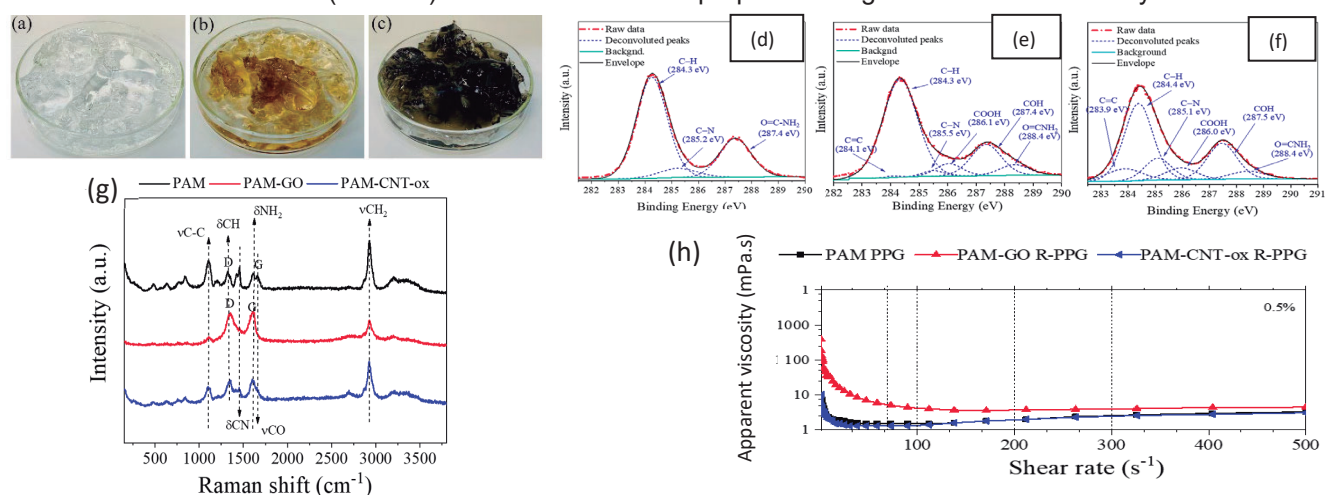 (a)
(b)
(c)
(d)
Raw data
Deconvoluted peaks
Backgnd.
Envelope
C−H
(284.3 eV)
C−N
(285.2 eV)
O=C-NH₂
(287.4 eV)
Intensity (a.u.)
282 283 284 285 286 287 288 289 290
Binding Energy (eV)
(e)
Raw data
Deconvoluted peaks
Background
Envelope
C−H
(284.3 eV)
C=C
(284.1 eV)
C−N
(285.5 eV)
COOH
(286.1 eV)
COH
(287.4 eV)
O=CNH₂
(288.4 eV)
Intensity (a.u.)
282 283 284 285 286 287 288 289 290
Binding Energy (eV)
(f)
Raw data
Deconvoluted peaks
Background
Envelope
C=C
(283.9 eV)
C−H
(284.4 eV)
C−N
(285.1 eV)
COOH
(286.0 eV)
COH
(287.5 eV)
O=CNH₂
(288.4 eV)
Intensity (a.u.)
282 283 284 285 286 287 288 289 290 291
Binding Energy (eV)
(g)
PAM PAM-GO PAM-CNT-ox
νC-C
δCH
δNH₂
νCH₂
D
G
D
G
δCN
νCO
Intensity (a.u.)
500 1000 1500 2000 2500 3000 3500
Raman shift (cm⁻¹)
(h)
PAM PPG PAM-GO R-PPG PAM-CNT-ox R-PPG
0.5%
Apparent viscosity (mPa.s)
1
1000
1 100
10
1
100 200 300 400 500
Shear rate (s⁻¹)